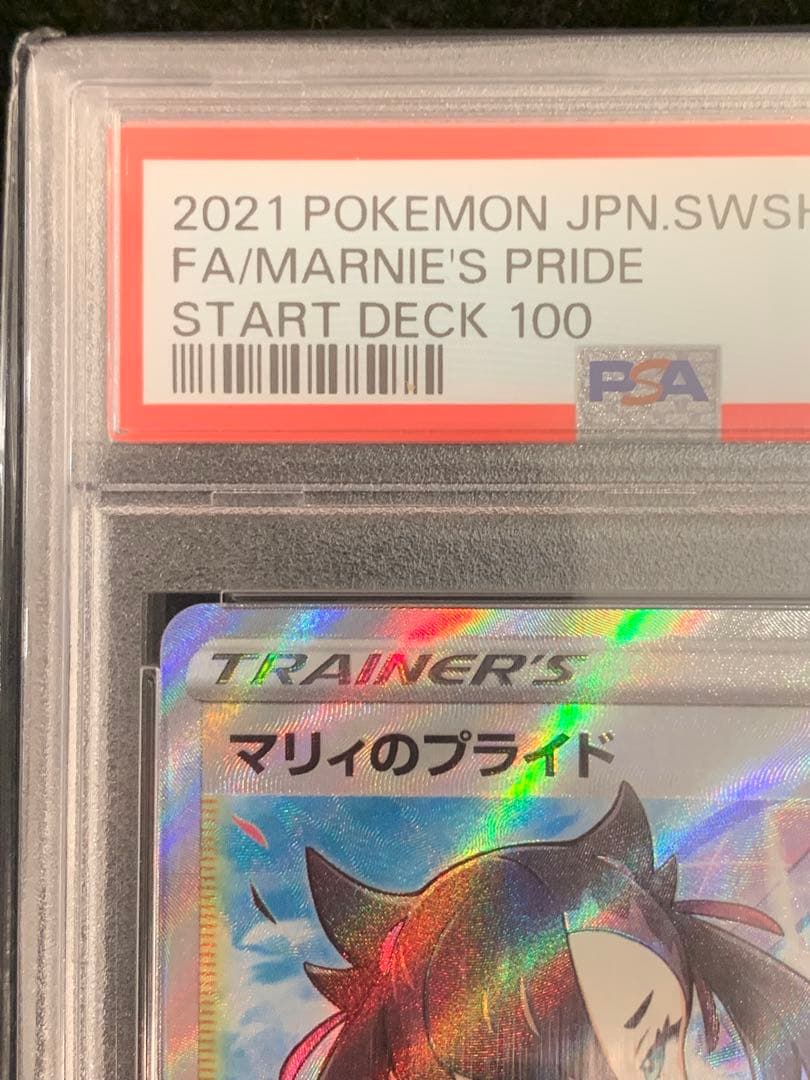 2021 POKEMON JPN.SWSH
FA/MARNIE'S PRIDE
START DECK 100
PSA
TRAINER'S
マリィのプライド